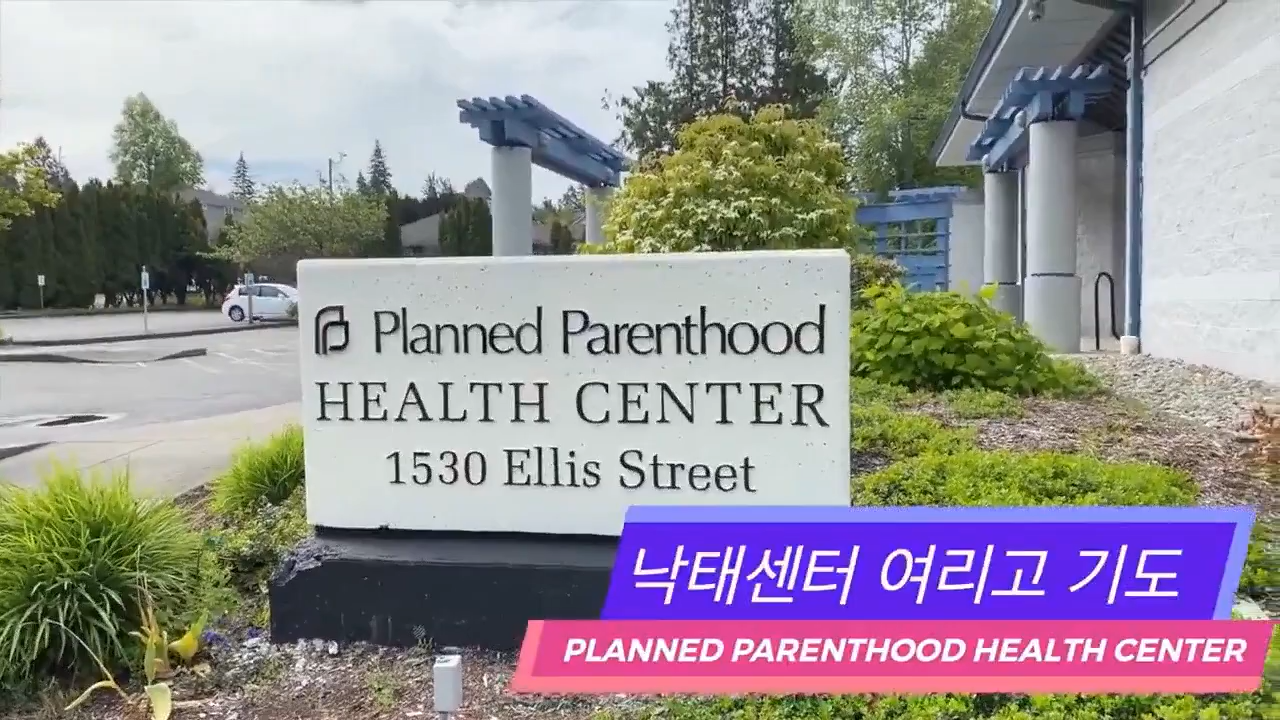 Planned Parenthood
HEALTH CENTER
1530 Ellis Street
낙태센터 여리고 기도
PLANNED PARENTHOOD HEALTH CENTER